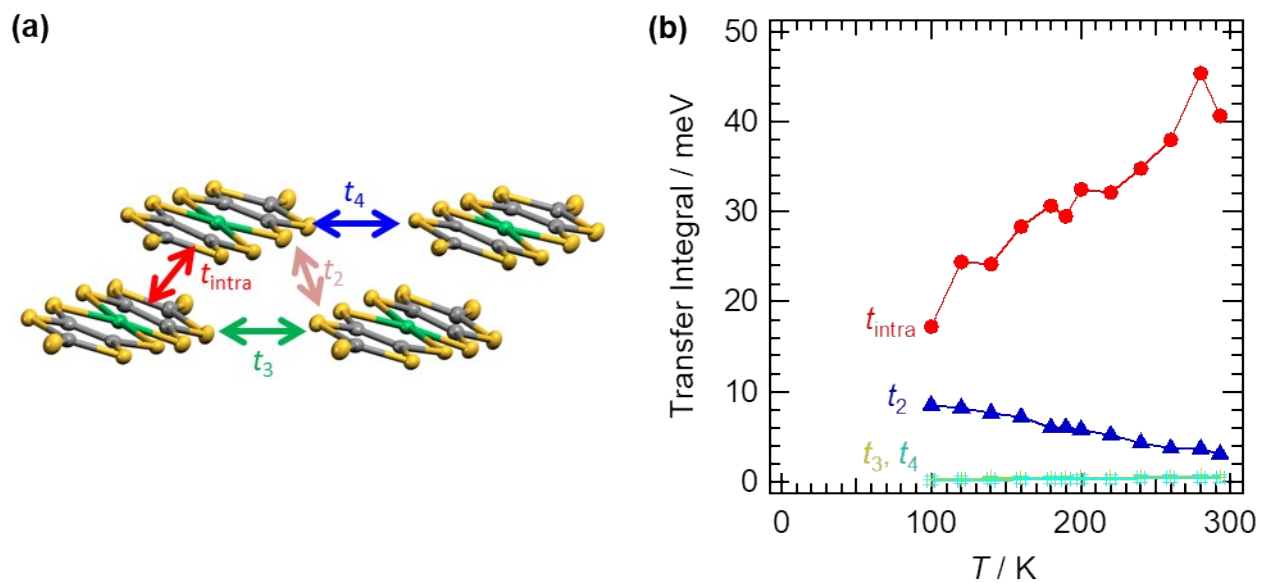 (a)
t4
tintra
t2
t3
(b)
Transfer Integral / meV
50
40
30
20
10
0
tintra
t2
t3, t4
0
100
200
300
T / K